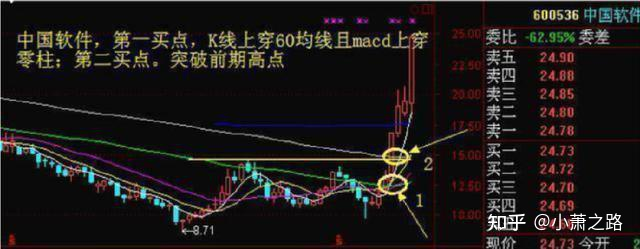 600536 中国软件
中国软件，第一买点，K线上穿60均线且macd上穿
零柱；第二买点。突破前期高点
25.00
22.50
20.00
17.50
15.00
12.50
10.00
8.71
2
1
委比 -62.95% 委差
卖五 24.90
卖四 24.88
卖三 24.85
卖二 24.80
卖一 24.78
买一 24.73
买二 24.72
买三 24.70
买四 24.69
现价 24.73 今开
知乎 @小萧之路